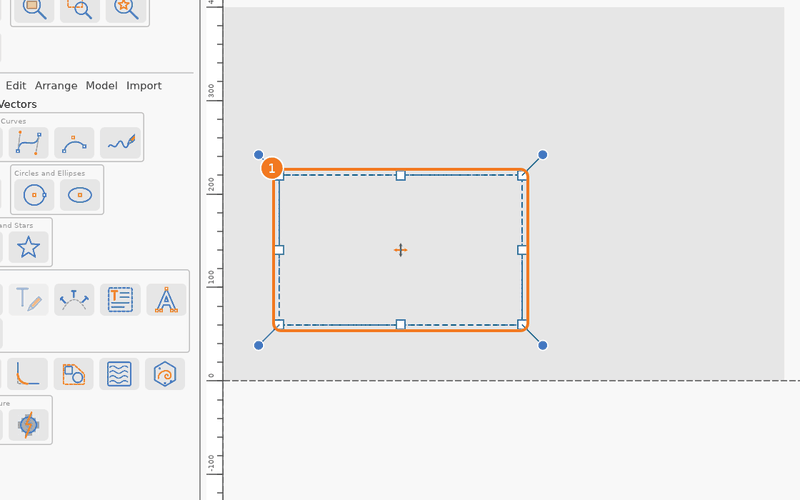 Edit Arrange Model Import
Vectors
Curves
Circles and Ellipses
and Stars
T
T
A
ure
300
200
100
0
-100
1